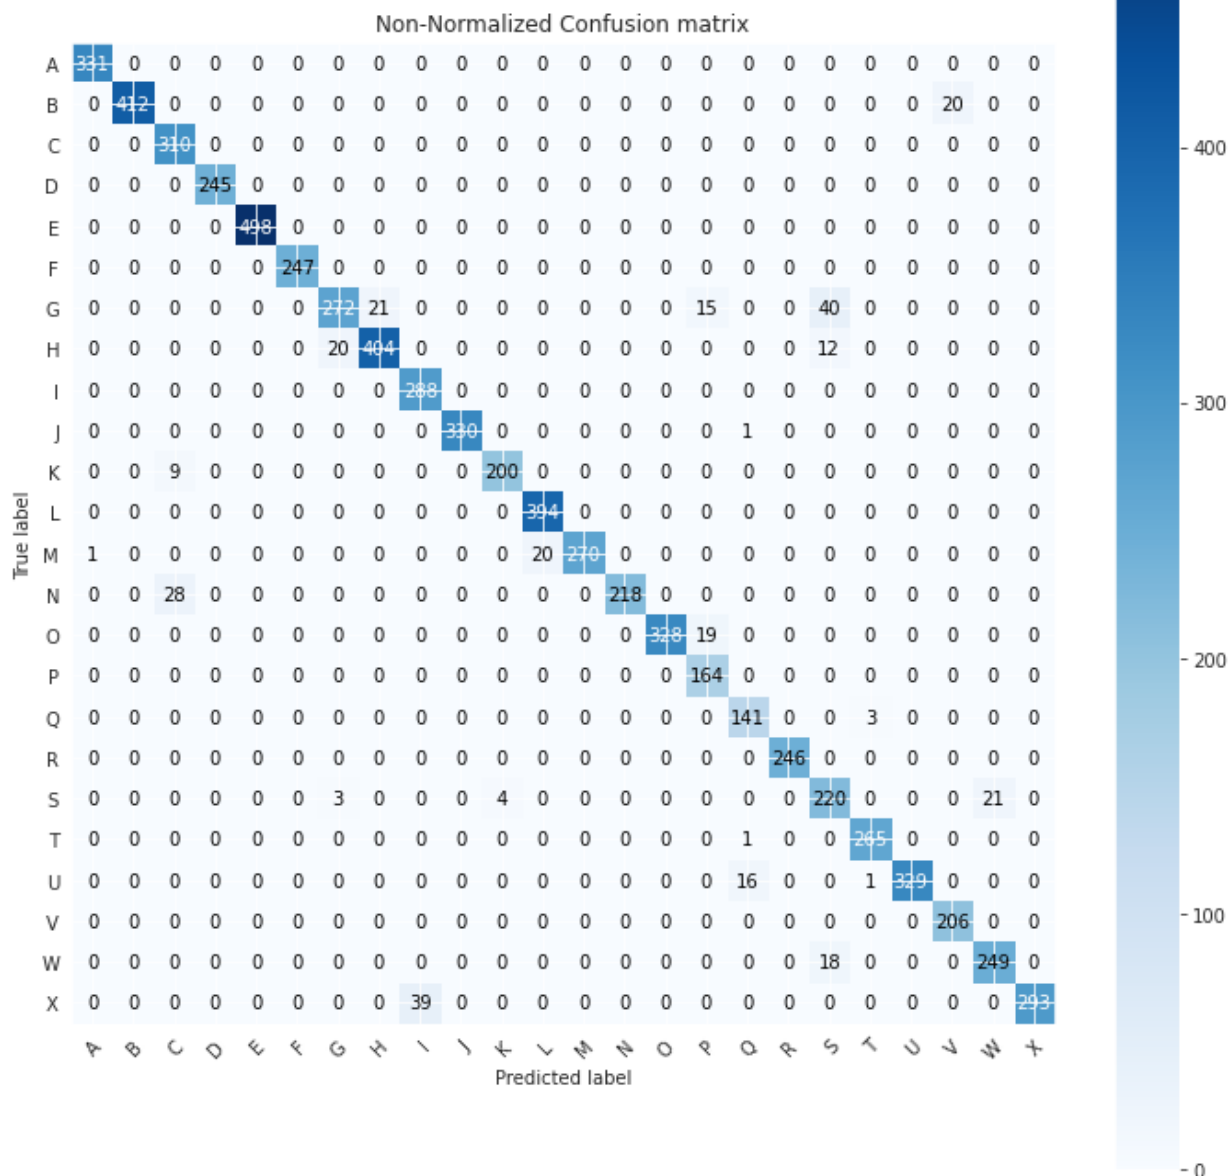 Non-Normalized Confusion matrix
A 331 0 0 0 0 0 0 0 0 0 0 0 0 0 0 0 0 0 0 0 0 0 0 0
B 0 412 0 0 0 0 0 0 0 0 0 0 0 0 0 0 0 0 0 0 0 20 0 0
C 0 0 310 0 0 0 0 0 0 0 0 0 0 0 0 0 0 0 0 0 0 0 0 0
D 0 0 0 245 0 0 0 0 0 0 0 0 0 0 0 0 0 0 0 0 0 0 0 0
E 0 0 0 0 498 0 0 0 0 0 0 0 0 0 0 0 0 0 0 0 0 0 0 0
F 0 0 0 0 0 247 0 0 0 0 0 0 0 0 0 0 0 0 0 0 0 0 0 0
G 0 0 0 0 0 0 272 21 0 0 0 0 0 0 0 15 0 0 40 0 0 0 0 0
H 0 0 0 0 0 0 20 404 0 0 0 0 0 0 0 0 0 0 12 0 0 0 0 0
I 0 0 0 0 0 0 0 0 288 0 0 0 0 0 0 0 0 0 0 0 0 0 0 0
J 0 0 0 0 0 0 0 0 0 330 0 0 0 0 0 0 1 0 0 0 0 0 0 0
K 0 0 9 0 0 0 0 0 0 0 200 0 0 0 0 0 0 0 0 0 0 0 0 0
L 0 0 0 0 0 0 0 0 0 0 0 394 0 0 0 0 0 0 0 0 0 0 0 0
M 1 0 0 0 0 0 0 0 0 0 0 20 270 0 0 0 0 0 0 0 0 0 0 0
N 0 0 28 0 0 0 0 0 0 0 0 0 0 218 0 0 0 0 0 0 0 0 0 0
O 0 0 0 0 0 0 0 0 0 0 0 0 0 0 328 19 0 0 0 0 0 0 0 0
P 0 0 0 0 0 0 0 0 0 0 0 0 0 0 0 164 0 0 0 0 0 0 0 0
Q 0 0 0 0 0 0 0 0 0 0 0 0 0 0 0 0 141 0 0 3 0 0 0 0
R 0 0 0 0 0 0 0 0 0 0 0 0 0 0 0 0 0 246 0 0 0 0 0 0
S 0 0 0 0 0 0 3 0 0 0 4 0 0 0 0 0 0 0 220 0 0 0 21 0
T 0 0 0 0 0 0 0 0 0 0 0 0 0 0 0 0 1 0 0 265 0 0 0 0
U 0 0 0 0 0 0 0 0 0 0 0 0 0 0 0 0 16 0 0 1 329 0 0 0
V 0 0 0 0 0 0 0 0 0 0 0 0 0 0 0 0 0 0 0 0 0 206 0 0
W 0 0 0 0 0 0 0 0 0 0 0 0 0 0 0 0 0 0 18 0 0 0 249 0
X 0 0 0 0 0 0 0 0 39 0 0 0 0 0 0 0 0 0 0 0 0 0 0 293
A B C D E F G H I J K L M N O P Q R S T U V W X
Predicted label
True label
400
300
200
100
0